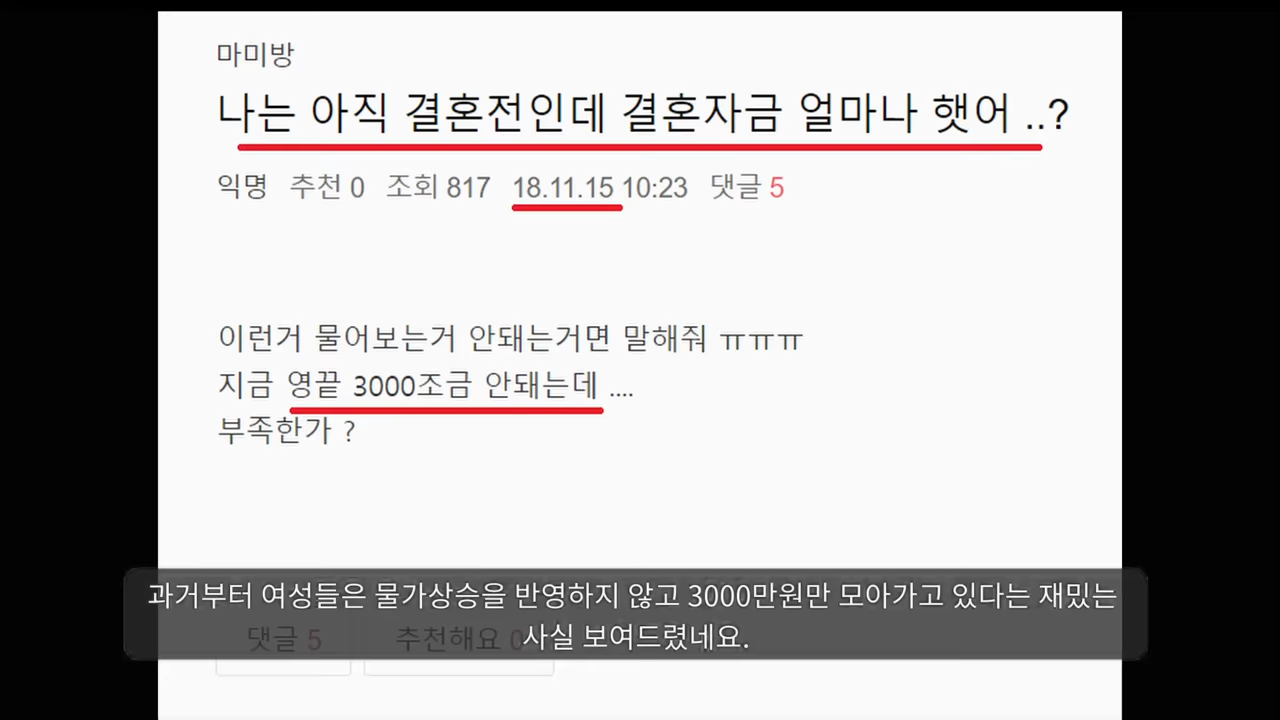 마미방
나는 아직 결혼전인데 결혼자금 얼마나 햇어 ..?
익명 추천 0 조회 817 18.11.15 10:23 댓글 5
이런거 물어보는거 안돼는거면 말해줘 ㅠㅠㅠ
지금 영끝 3000조금 안돼는데 ....
부족한가 ?
과거부터 여성들은 물가상승을 반영하지 않고 3000만원만 모아가고 있다는 재밌는
사실 보여드렸네요.
댓글 5 추천해요 0